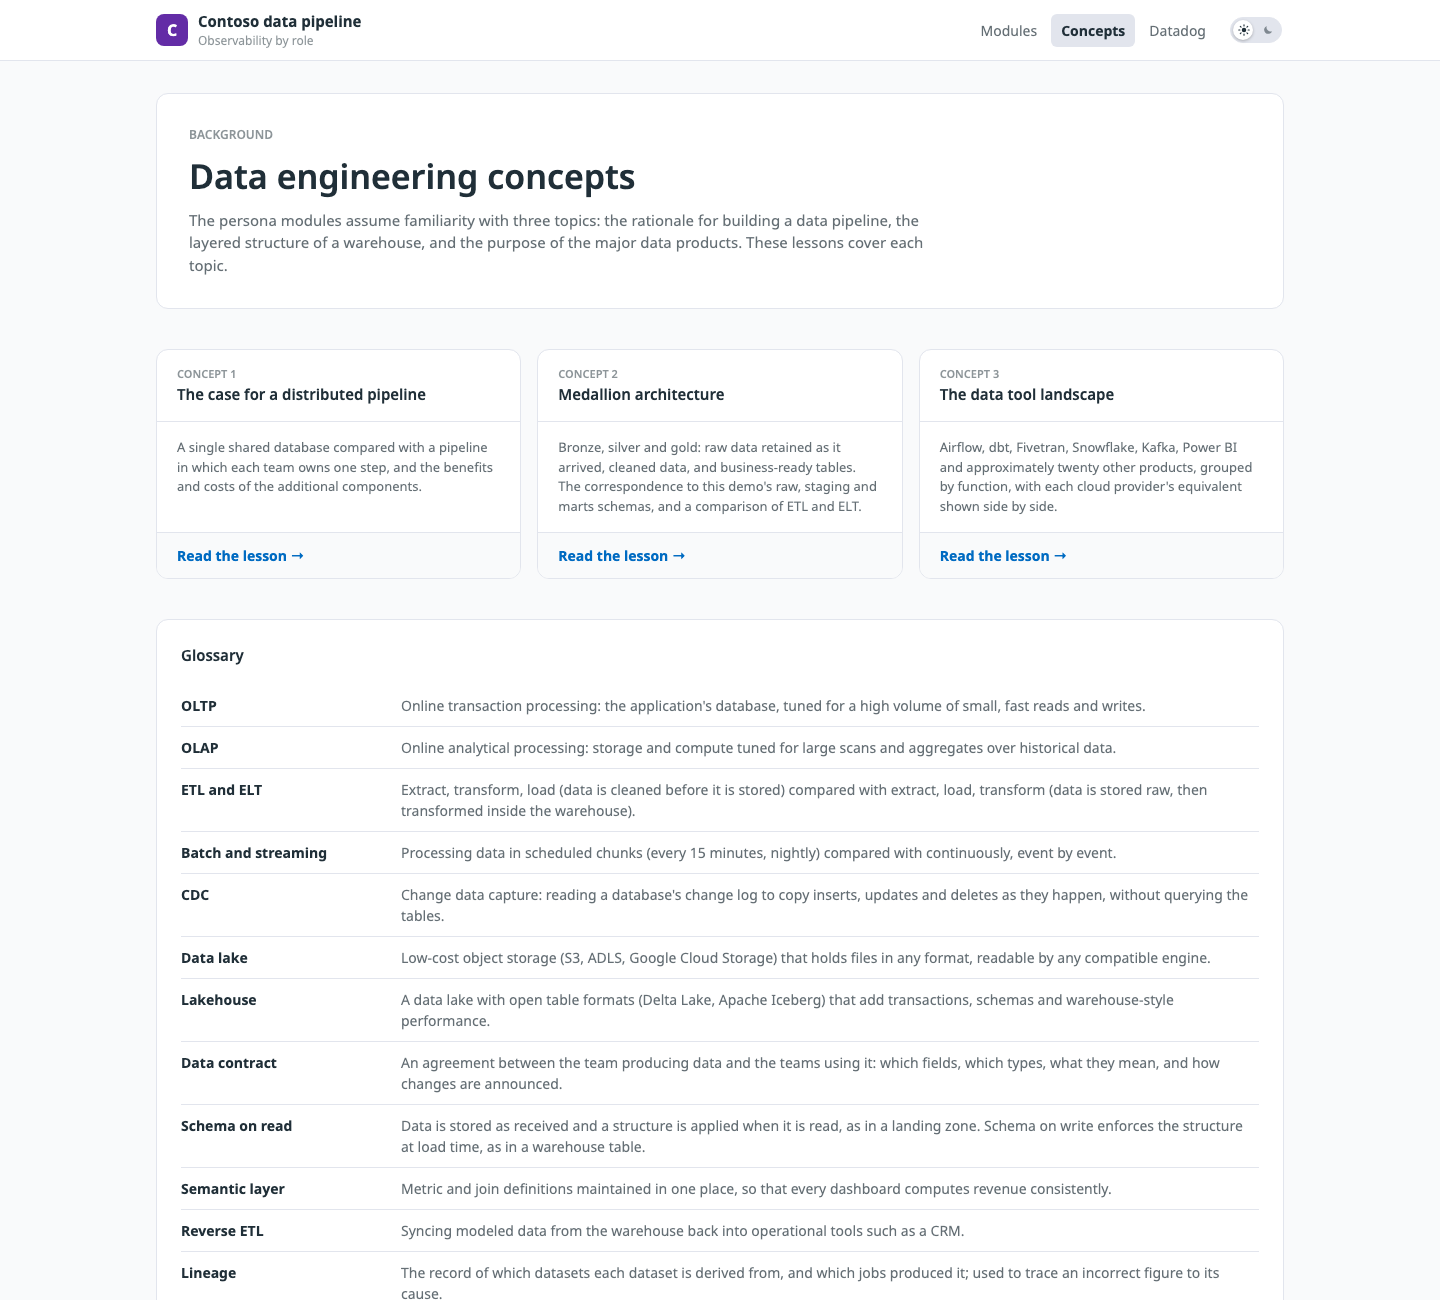 C
Contoso data pipeline
Observability by role
Modules
Concepts
Datadog
BACKGROUND
Data engineering concepts
The persona modules assume familiarity with three topics: the rationale for building a data pipeline, the
layered structure of a warehouse, and the purpose of the major data products. These lessons cover each
topic.
CONCEPT 1
The case for a distributed pipeline
A single shared database compared with a pipeline
in which each team owns one step, and the benefits
and costs of the additional components.
Read the lesson →
CONCEPT 2
Medallion architecture
Bronze, silver and gold: raw data retained as it
arrived, cleaned data, and business-ready tables.
The correspondence to this demo's raw, staging and
marts schemas, and a comparison of ETL and ELT.
Read the lesson →
CONCEPT 3
The data tool landscape
Airflow, dbt, Fivetran, Snowflake, Kafka, Power BI
and approximately twenty other products, grouped
by function, with each cloud provider's equivalent
shown side by side.
Read the lesson →
Glossary
OLTP
Online transaction processing: the application's database, tuned for a high volume of small, fast reads and writes.
OLAP
Online analytical processing: storage and compute tuned for large scans and aggregates over historical data.
ETL and ELT
Extract, transform, load (data is cleaned before it is stored) compared with extract, load, transform (data is stored raw, then
transformed inside the warehouse).
Batch and streaming
Processing data in scheduled chunks (every 15 minutes, nightly) compared with continuously, event by event.
CDC
Change data capture: reading a database's change log to copy inserts, updates and deletes as they happen, without querying the
tables.
Data lake
Low-cost object storage (S3, ADLS, Google Cloud Storage) that holds files in any format, readable by any compatible engine.
Lakehouse
A data lake with open table formats (Delta Lake, Apache Iceberg) that add transactions, schemas and warehouse-style
performance.
Data contract
An agreement between the team producing data and the teams using it: which fields, which types, what they mean, and how
changes are announced.
Schema on read
Data is stored as received and a structure is applied when it is read, as in a landing zone. Schema on write enforces the structure
at load time, as in a warehouse table.
Semantic layer
Metric and join definitions maintained in one place, so that every dashboard computes revenue consistently.
Reverse ETL
Syncing modeled data from the warehouse back into operational tools such as a CRM.
Lineage
The record of which datasets each dataset is derived from, and which jobs produced it; used to trace an incorrect figure to its
cause.